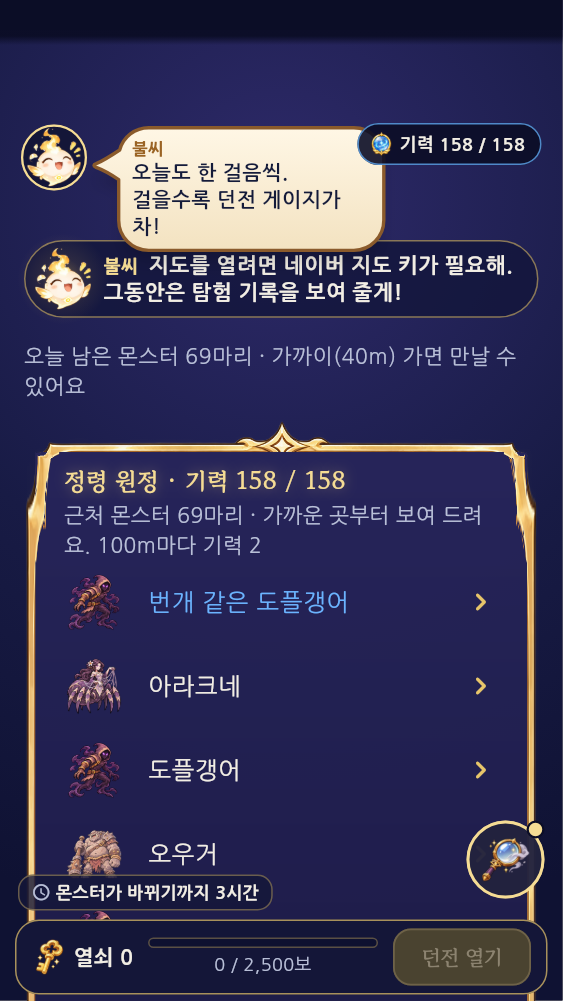 불씨
오늘도 한 걸음씩.
걸을수록 던전 게이지가
차!
기력 158 / 158
불씨 지도를 열려면 네이버 지도 키가 필요해.
그동안은 탐험 기록을 보여 줄게!
오늘 남은 몬스터 69마리 · 가까이(40m) 가면 만날 수
있어요
정령 원정 · 기력 158 / 158
근처 몬스터 69마리 · 가까운 곳부터 보여 드려
요. 100m마다 기력 2
번개 같은 도플갱어
아라크네
도플갱어
오우거
몬스터가 바뀌기까지 3시간
열쇠 0
0 / 2,500보
던전 열기